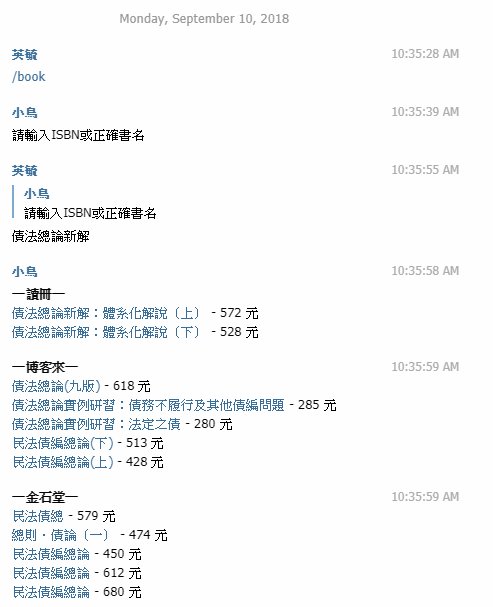 Monday, September 10, 2018
英毓 10:35:28 AM
/book
小鳥 10:35:39 AM
請輸入ISBN或正確書名
英毓 10:35:55 AM
小鳥
請輸入ISBN或正確書名
債法總論新解
小鳥 10:35:58 AM
—讀冊—
債法總論新解：體系化解說〔上〕 - 572 元
債法總論新解：體系化解說〔下〕 - 528 元
—博客來— 10:35:59 AM
債法總論(九版) - 618 元
債法總論實例研習：債務不履行及其他債編問題 - 285 元
債法總論實例研習：法定之債 - 280 元
民法債編總論(下) - 513 元
民法債編總論(上) - 428 元
—金石堂— 10:35:59 AM
民法債總 - 579 元
總則．債論〔一〕 - 474 元
民法債編總論 - 450 元
民法債編總論 - 612 元
民法債編總論 - 680 元